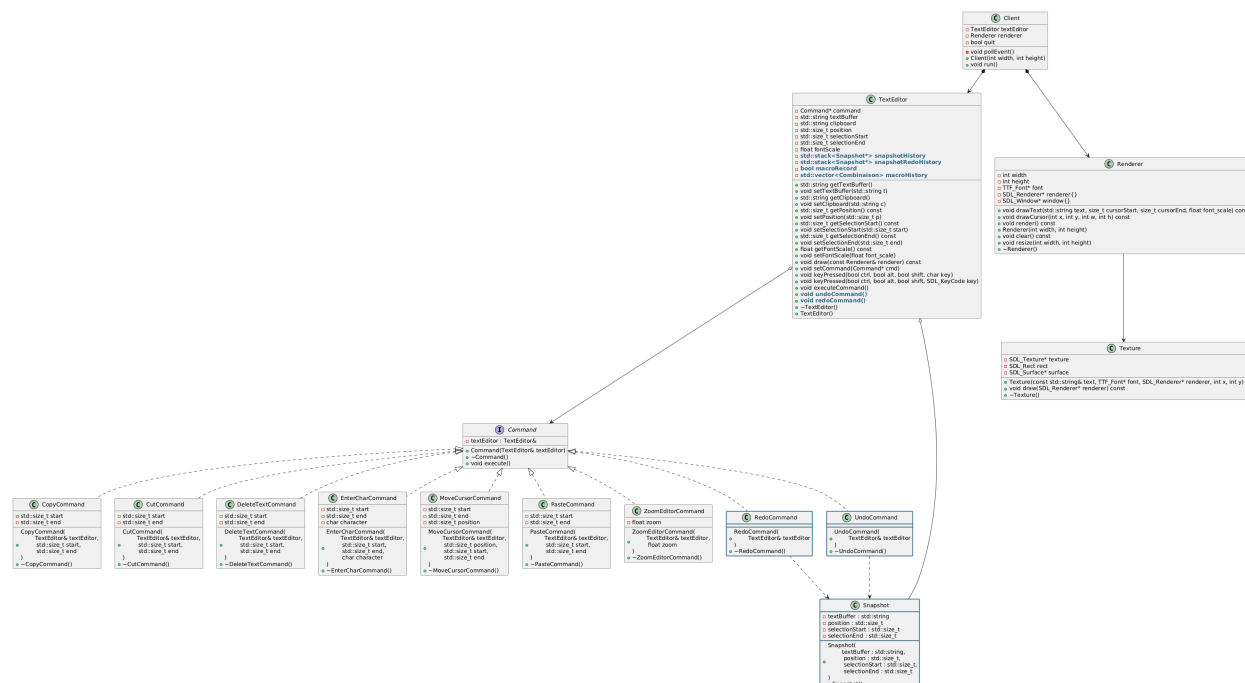 C Client
TextEditor textEditor
Renderer renderer
bool quit
void pollEvent()
Client(int width, int height)
void run()
C TextEditor
Command* command
std::string textBuffer
std::string clipboard
std::size_t position
std::size_t selectionStart
std::size_t selectionEnd
float fontScale
std::stack<Snapshot*> snapshotHistory
std::stack<Snapshot*> snapshotRedoHistory
bool macroRecord
std::vector<Combinaison> macroHistory
std::string getTextBuffer()
void setTextBuffer(std::string t)
std::string getClipboard()
void setClipboard(std::string c)
std::size_t getPosition() const
void setPosition(std::size_t p)
std::size_t getSelectionStart() const
void setSelectionStart(std::size_t start)
std::size_t getSelectionEnd() const
void setSelectionEnd(std::size_t end)
float getFontScale() const
void setFontScale(float font_scale)
void draw(const Renderer& renderer) const
void setCommand(Command* cmd)
void keyPressed(bool ctrl, bool alt, bool shift, char key)
void keyPressed(bool ctrl, bool alt, bool shift, SDL_KeyCode key)
void executeCommand()
void undoCommand()
void redoCommand()
~TextEditor()
TextEditor()
C Renderer
int width
int height
TTF_Font* font
SDL_Renderer* renderer{}
SDL_Window* window{}
void drawText(std::string text, size_t cursorStart, size_t cursorEnd, float font_scale) con
void drawCursor(int x, int y, int w, int h) const
void render() const
Renderer(int width, int height)
void clear() const
void resize(int width, int height)
~Renderer()
C Texture
SDL_Texture* texture
SDL_Rect rect
SDL_Surface* surface
Texture(const std::string& text, TTF_Font* font, SDL_Renderer* renderer, int x, int y)
void draw(SDL_Renderer* renderer) const
~Texture()
I Command
textEditor : TextEditor&
Command(TextEditor& textEditor)
~Command()
void execute()
C CopyCommand
std::size_t start
std::size_t end
CopyCommand(
TextEditor& textEditor,
std::size_t start,
std::size_t end
)
~CopyCommand()
C CutCommand
std::size_t start
std::size_t end
CutCommand(
TextEditor& textEditor,
std::size_t start,
std::size_t end
)
~CutCommand()
C DeleteTextCommand
std::size_t start
std::size_t end
DeleteTextCommand(
TextEditor& textEditor,
std::size_t start,
std::size_t end
)
~DeleteTextCommand()
C EnterCharCommand
std::size_t start
std::size_t end
char character
EnterCharCommand(
TextEditor& textEditor,
std::size_t start,
std::size_t end,
char character
)
~EnterCharCommand()
C MoveCursorCommand
std::size_t start
std::size_t end
std::size_t position
MoveCursorCommand(
TextEditor& textEditor,
std::size_t position,
std::size_t start,
std::size_t end
)
~MoveCursorCommand()
C PasteCommand
std::size_t start
std::size_t end
PasteCommand(
TextEditor& textEditor,
std::size_t start,
std::size_t end
)
~PasteCommand()
C ZoomEditorCommand
float zoom
ZoomEditorCommand(
TextEditor& textEditor,
float zoom
)
~ZoomEditorCommand()
C RedoCommand
RedoCommand(
TextEditor& textEditor
)
~RedoCommand()
C UndoCommand
UndoCommand(
TextEditor& textEditor
)
~UndoCommand()
C Snapshot
textBuffer : std::string
position : std::size_t
selectionStart : std::size_t
selectionEnd : std::size_t
Snapshot(
textBuffer : std::string,
position : std::size_t,
selectionStart : std::size_t,
selectionEnd : std::size_t
)